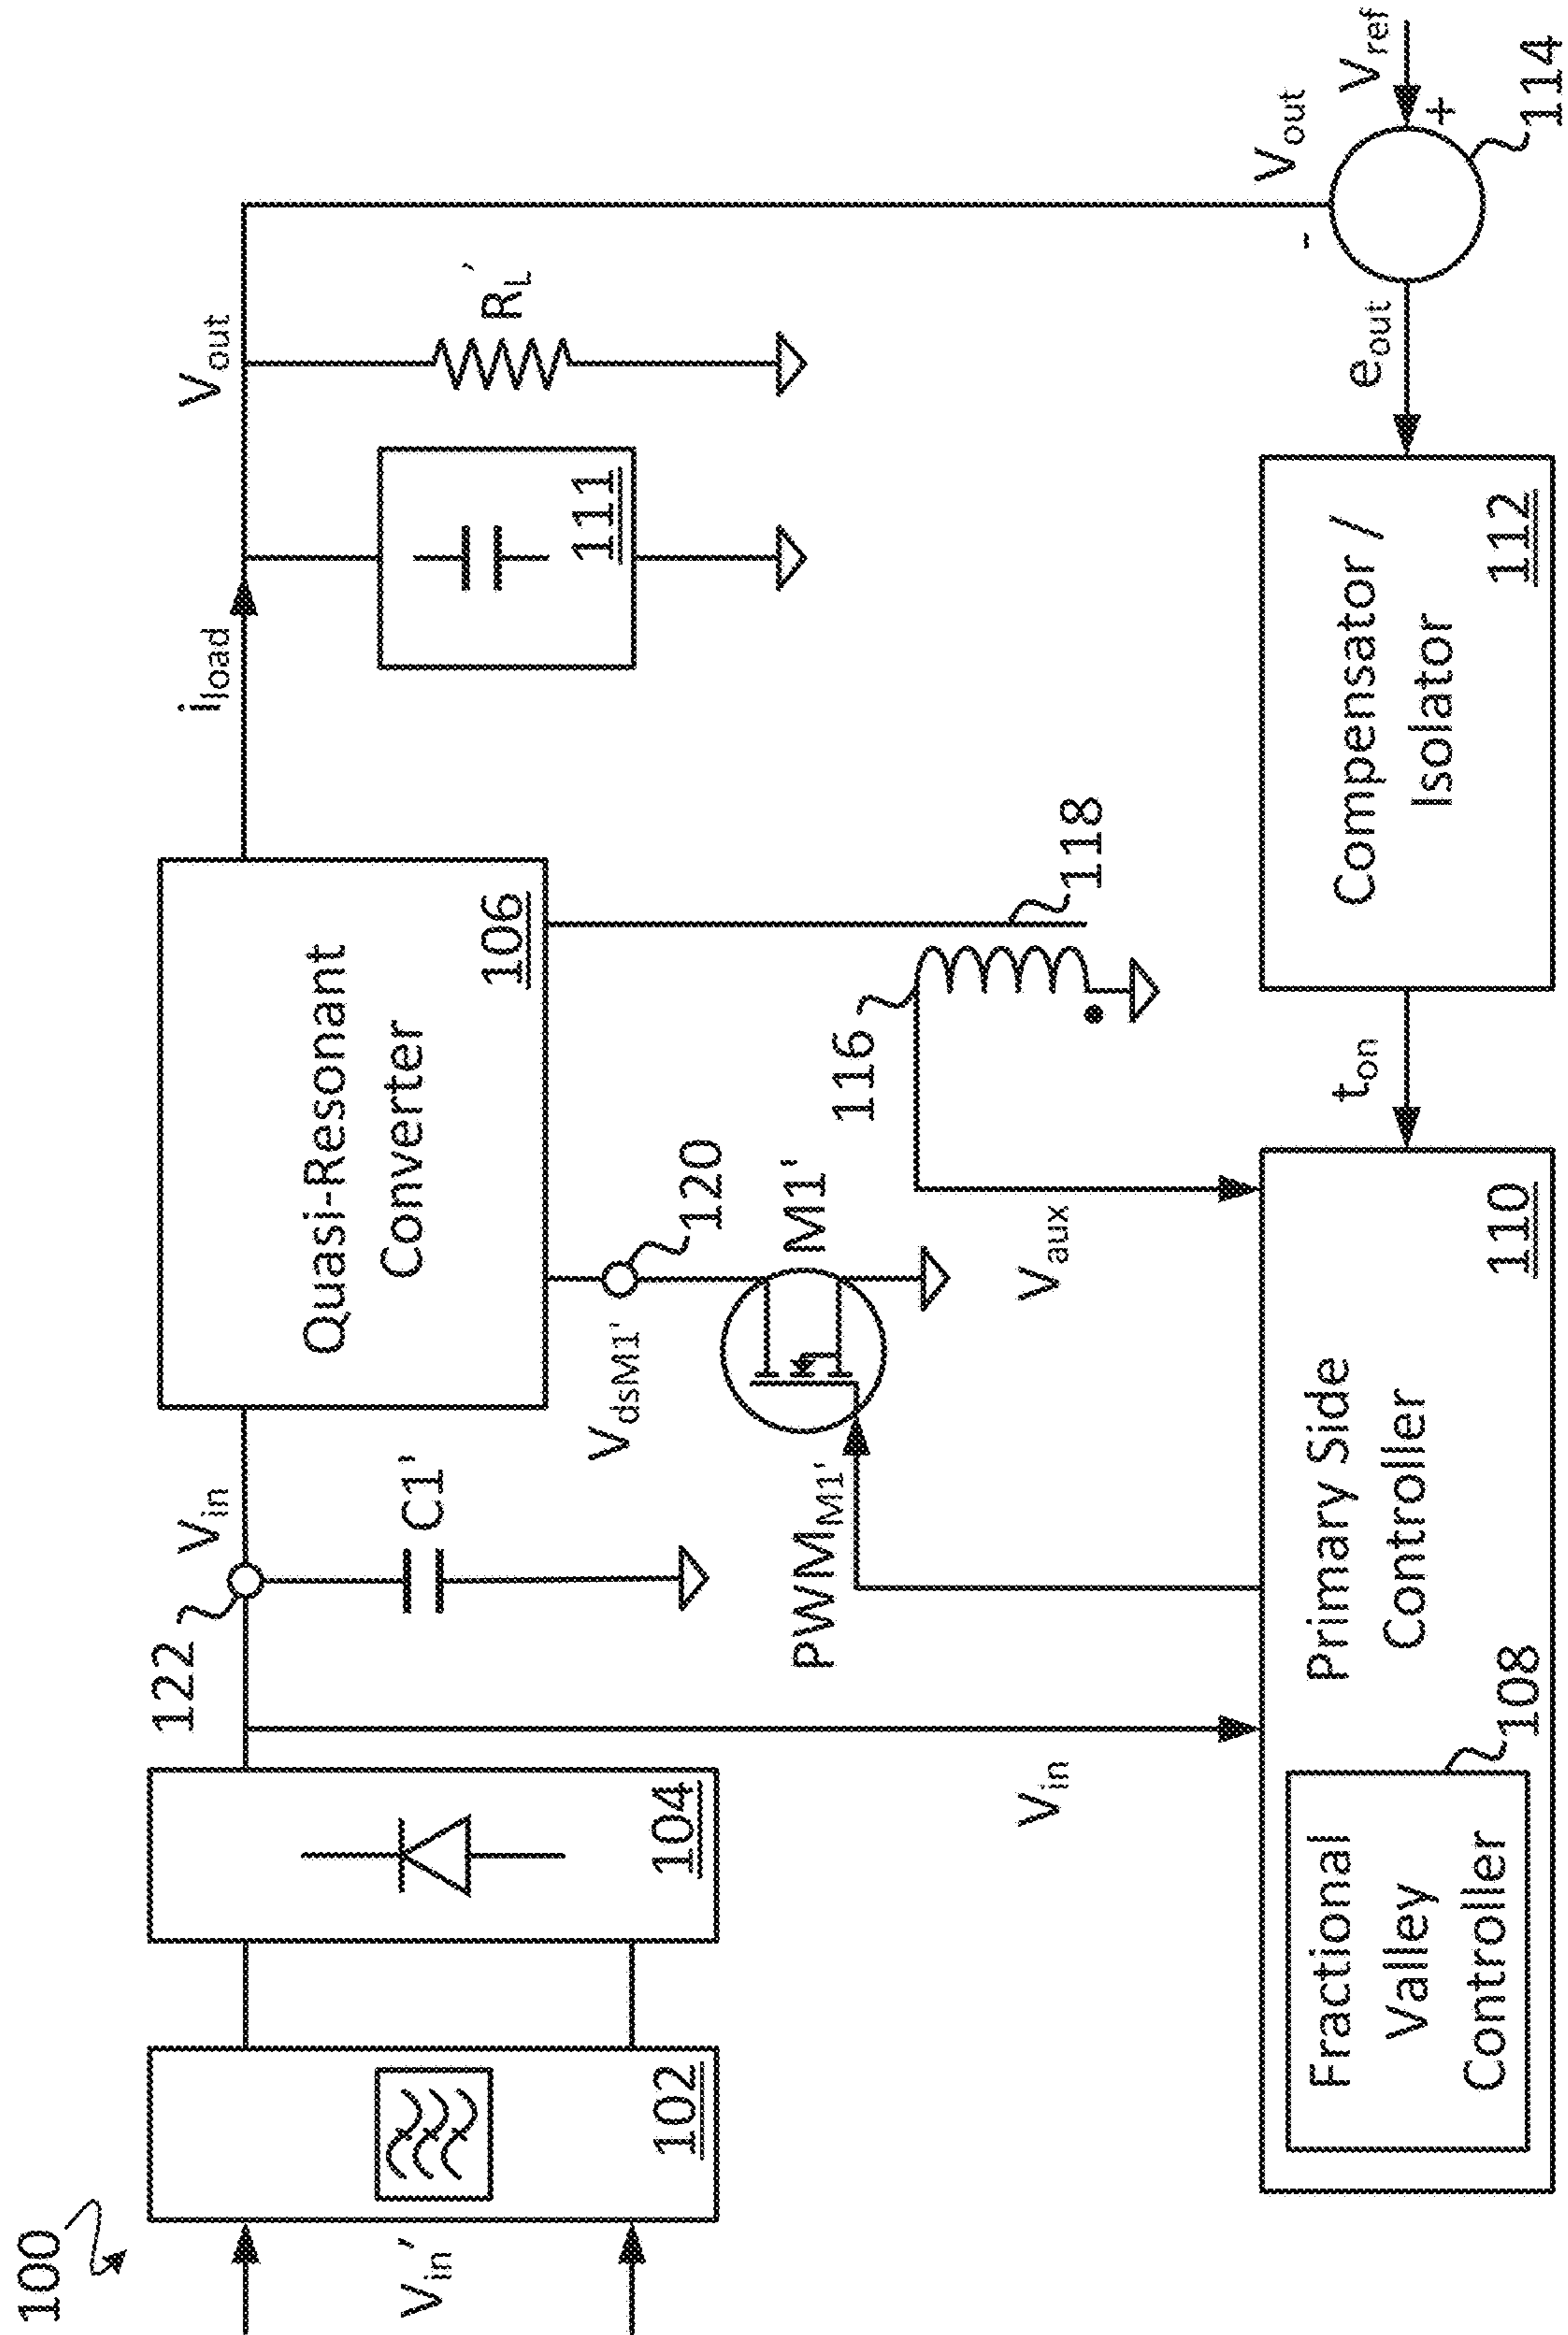 100
V_in'
102
104
122
V_in
C1'
Quasi-Resonant
Converter
106
i_load
V_out
111
R_L'
V_dsM1'
120
M1'
PWM_M1'
116
118
V_in
V_aux
Fractional
Valley
Controller
108
Primary Side
Controller
110
t_on
Compensator /
Isolator
112
e_out
-
V_out
V_ref
+
114